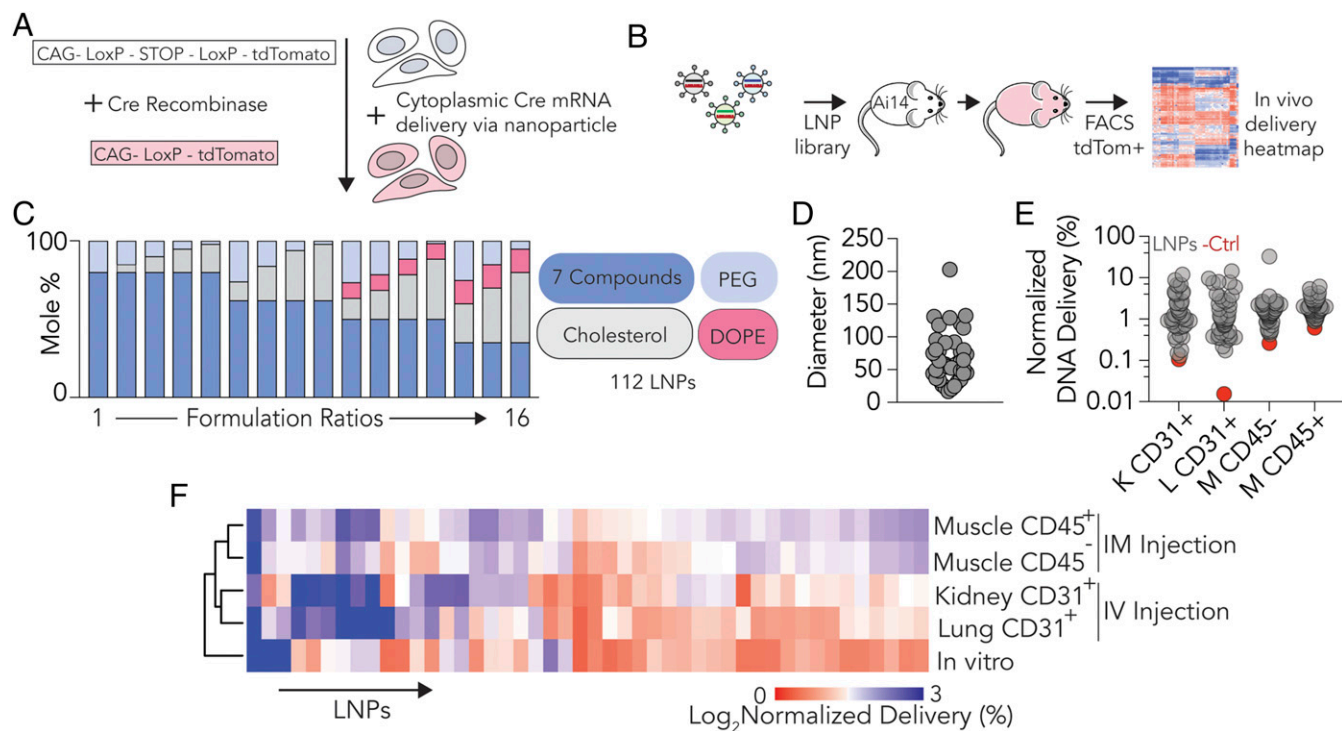 A
CAG- LoxP - STOP - LoxP - tdTomato
+ Cre Recombinase
CAG- LoxP - tdTomato
+ Cytoplasmic Cre mRNA
delivery via nanoparticle
B
LNP
library
Ai14
FACS
tdTom+
In vivo
delivery
heatmap
C
Mole %
100
0
1
Formulation Ratios
16
7 Compounds
PEG
Cholesterol
DOPE
112 LNPs
D
Diameter (nm)
250
200
150
100
50
0
E
Normalized
DNA Delivery (%)
100
10
1
0.1
0.01
LNPs -Ctrl
K CD31+
L CD31+
M CD45-
M CD45+
F
Muscle CD45+
Muscle CD45-
IM Injection
Kidney CD31+
Lung CD31+
IV Injection
In vitro
LNPs
0
3
Log2Normalized Delivery (%)